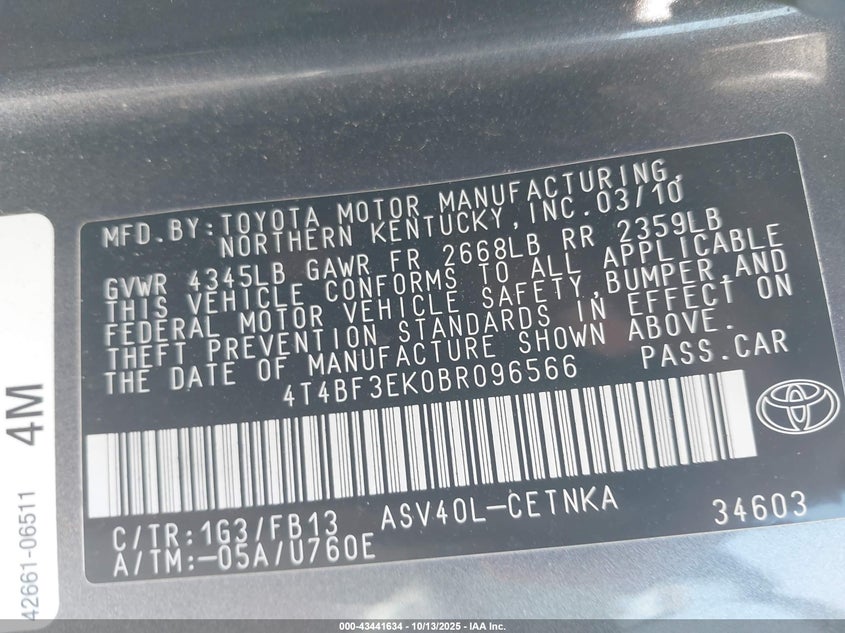 MFD.BY:TOYOTA MOTOR MANUFACTURING,
NORTHERN KENTUCKY,INC.03/10
GVWR 4345LB GAWR FR 2668LB RR 2359LB
THIS VEHICLE CONFORMS TO ALL APPLICABLE
FEDERAL MOTOR VEHICLE SAFETY,BUMPER,AND
THEFT PREVENTION STANDARDS IN EFFECT ON
THE DATE OF MANUFACTURE SHOWN ABOVE.
4T4BF3EK0BR096566 PASS.CAR
C/TR:1G3/FB13 ASV40L-CETNKA 34603
A/TM:-05A/U760E
42661-06511 4M
000-43441634 - 10/13/2025 - IAA Inc.